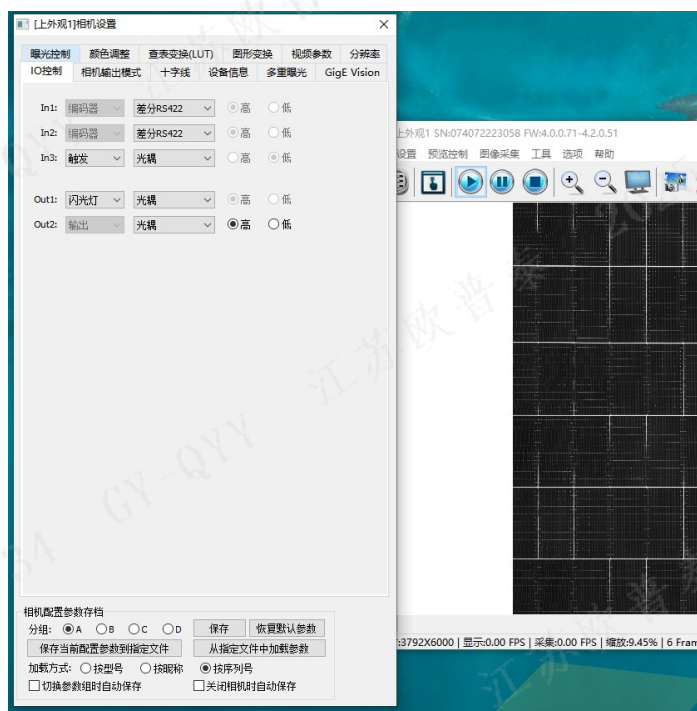 [上外观1]相机设置
曝光控制 颜色调整 查表变换(LUT) 图形变换 视频参数 分辨率
IO控制 相机输出模式 十字线 设备信息 多重曝光 GigE Vision
In1: 编码器 差分RS422 高 低
In2: 编码器 差分RS422 高 低
In3: 触发 光耦 高 低
Out1: 闪光灯 光耦 高 低
Out2: 输出 光耦 高 低
相机配置参数存档
分组: A B C D 保存 恢复默认参数
保存当前配置参数到指定文件 从指定文件中加载参数
加载方式: 按型号 按昵称 按序列号
切换参数组时自动保存 关闭相机时自动保存
上外观1 SN:074072223058 FW:4.0.0.71-4.2.0.51
设置 预览控制 图像采集 工具 选项 帮助
:3792X6000 | 显示:0.00 FPS | 采集:0.00 FPS | 缩放:9.45% | 6 Fram
江苏欧普泰
GY-QYY
34